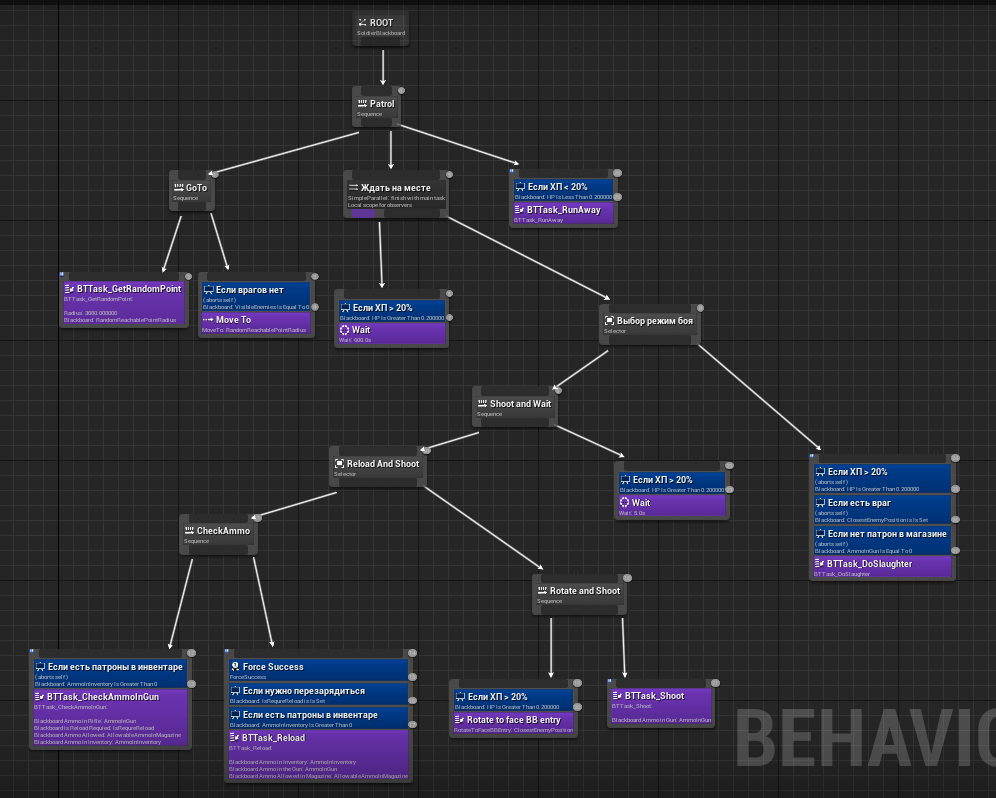 ROOT
SoldierBlackboard
Patrol
Sequence
GoTo
Sequence
Ждать на месте
SimpleParallel: finish with main task
Local scope for observers
Если ХП < 20%
Blackboard: HP Is Less Than 0.200000
BTTask_RunAway
BTTask_RunAway
BTTask_GetRandomPoint
BTTask_GetRandomPoint:
Radius: 3000.000000
Blackboard: RandomReachablePointRadius
Если врагов нет
(aborts self)
Blackboard: VisibleEnemies Is Equal To 0
Move To
MoveTo: RandomReachablePointRadius
Если ХП > 20%
Blackboard: HP Is Greater Than 0.200000
Wait
Wait: 600.0s
Выбор режим боя
Selector
Shoot and Wait
Sequence
Reload And Shoot
Selector
Если ХП > 20%
Blackboard: HP Is Greater Than 0.200000
Wait
Wait: 5.0s
Если ХП > 20%
(aborts self)
Blackboard: HP Is Greater Than 0.200000
Если есть враг
(aborts self)
Blackboard: ClosestEnemyPosition is Is Set
Если нет патрон в магазине
(aborts self)
Blackboard: AmmoInGun Is Equal To 0
BTTask_DoSlaughter
BTTask_DoSlaughter
CheckAmmo
Sequence
Rotate and Shoot
Sequence
Если есть патроны в инвентаре
(aborts self)
Blackboard: AmmoInInventory Is Greater Than 0
BTTask_CheckAmmoInGun
BTTask_CheckAmmoInGun:
Blackboard Ammo in Rifle: AmmoInGun
Blackboard Is Reload Required: IsRequreReload
Blackboard Ammo Allowed: AllowableAmmoInMagazine
Blackboard Ammo in Inventory: AmmoInInventory
Force Success
ForceSuccess
Если нужно перезарядиться
Blackboard: IsRequreReload is Is Set
Если есть патроны в инвентаре
Blackboard: AmmoInInventory Is Greater Than 0
BTTask_Reload
BTTask_Reload:
Blackboard Ammo in Inventory: AmmoInInventory
Blackboard Ammo in the Gun: AmmoInGun
Blackboard Ammo Allowed in Magazine: AllowableAmmoInMagazine
Если ХП > 20%
Blackboard: HP Is Greater Than 0.200000
Rotate to face BB entry
RotateToFaceBBEntry: ClosestEnemyPosition
BTTask_Shoot
BTTask_Shoot:
Blackboard Ammo in Gun: AmmoInGun
BEHAVIO